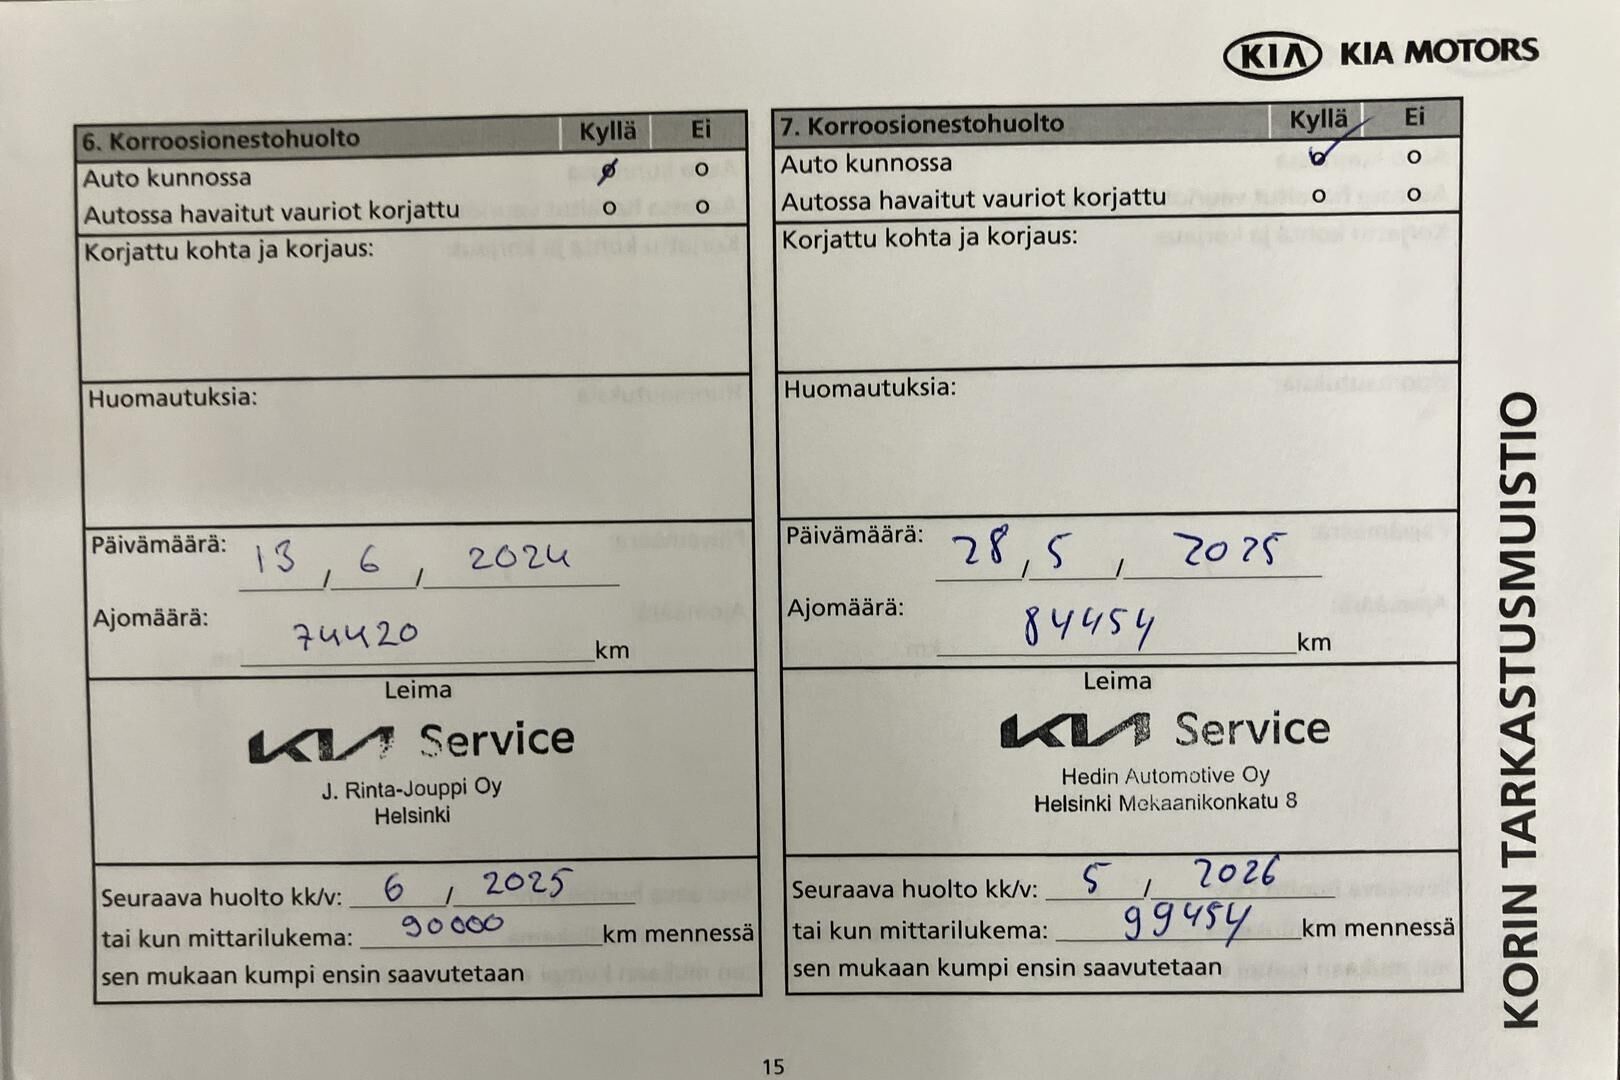 KIA KIA MOTORS
6. Korroosionestohuolto Kyllä Ei
Auto kunnossa o o
Autossa havaitut vauriot korjattu o o
Korjattu kohta ja korjaus:
Huomautuksia:
Päivämäärä: 13 / 6 / 2024
Ajomäärä: 74420 km
Leima
KIA Service
J. Rinta-Jouppi Oy
Helsinki
Seuraava huolto kk/v: 6 / 2025
tai kun mittarilukema: 90000 km mennessä
sen mukaan kumpi ensin saavutetaan
7. Korroosionestohuolto Kyllä Ei
Auto kunnossa o o
Autossa havaitut vauriot korjattu o o
Korjattu kohta ja korjaus:
Huomautuksia:
Päivämäärä: 28 / 5 / 2025
Ajomäärä: 84454 km
Leima
KIA Service
Hedin Automotive Oy
Helsinki Mekaanikonkatu 8
Seuraava huolto kk/v: 5 / 2026
tai kun mittarilukema: 99454 km mennessä
sen mukaan kumpi ensin saavutetaan
KORIN TARKASTUSMUISTIO
15